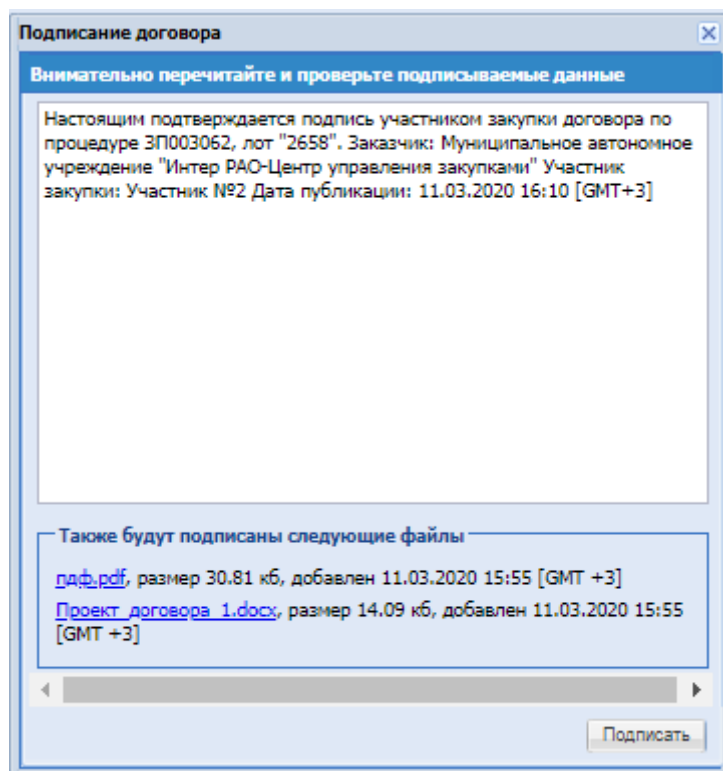 Подписание договора
Внимательно перечитайте и проверьте подписываемые данные
Настоящим подтверждается подпись участником закупки договора по
процедуре ЗП003062, лот "2658". Заказчик: Муниципальное автономное
учреждение "Интер РАО-Центр управления закупками" Участник
закупки: Участник №2 Дата публикации: 11.03.2020 16:10 [GMT+3]
Также будут подписаны следующие файлы
пдф.pdf, размер 30.81 кб, добавлен 11.03.2020 15:55 [GMT +3]
Проект_договора_1.docx, размер 14.09 кб, добавлен 11.03.2020 15:55
[GMT +3]
Подписать